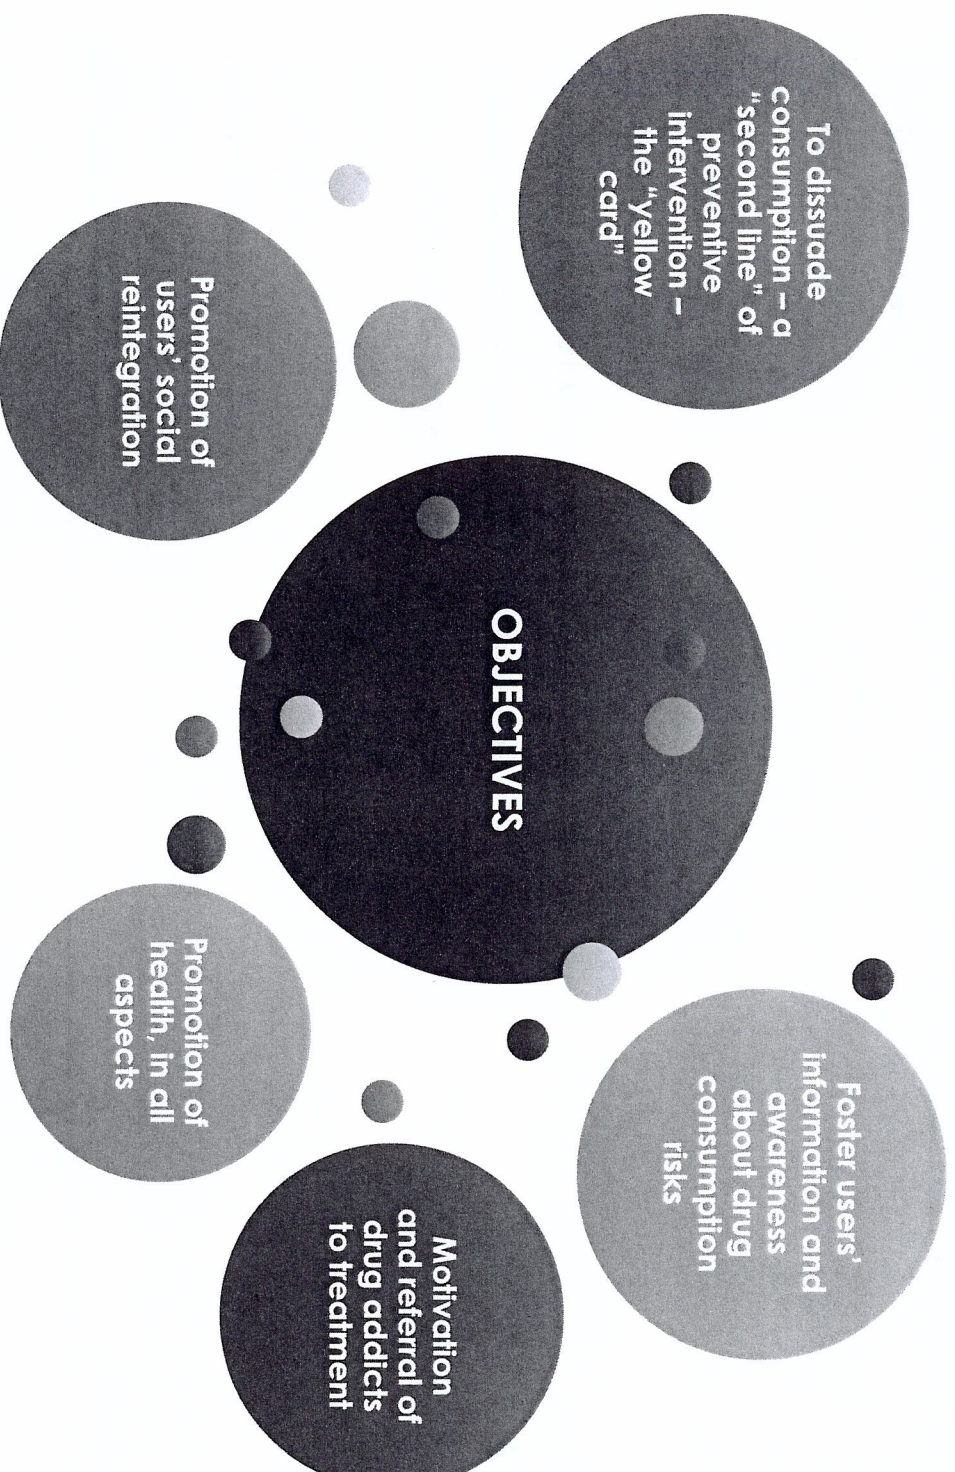 To dissuade
consumption – a
"second line" of
preventive
intervention –
the "yellow
card"
Foster users'
information and
awareness
about drug
consumption
risks
OBJECTIVES
Motivation
and referral of
drug addicts
to treatment
Promotion of
users' social
reintegration
Promotion of
health, in all
aspects